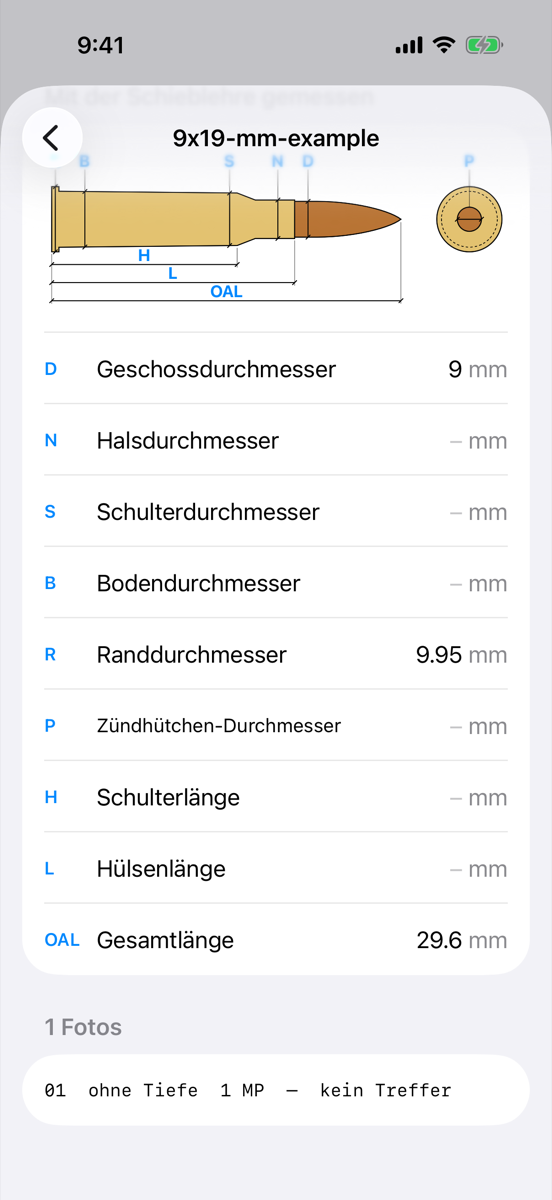 9:41
Mit der Schieblehre gemessen
9x19-mm-example
B S N D P
H
L
OAL
D Geschossdurchmesser 9 mm
N Halsdurchmesser – mm
S Schulterdurchmesser – mm
B Bodendurchmesser – mm
R Randdurchmesser 9.95 mm
P Zündhütchen-Durchmesser – mm
H Schulterlänge – mm
L Hülsenlänge – mm
OAL Gesamtlänge 29.6 mm
1 Fotos
01 ohne Tiefe 1 MP — kein Treffer